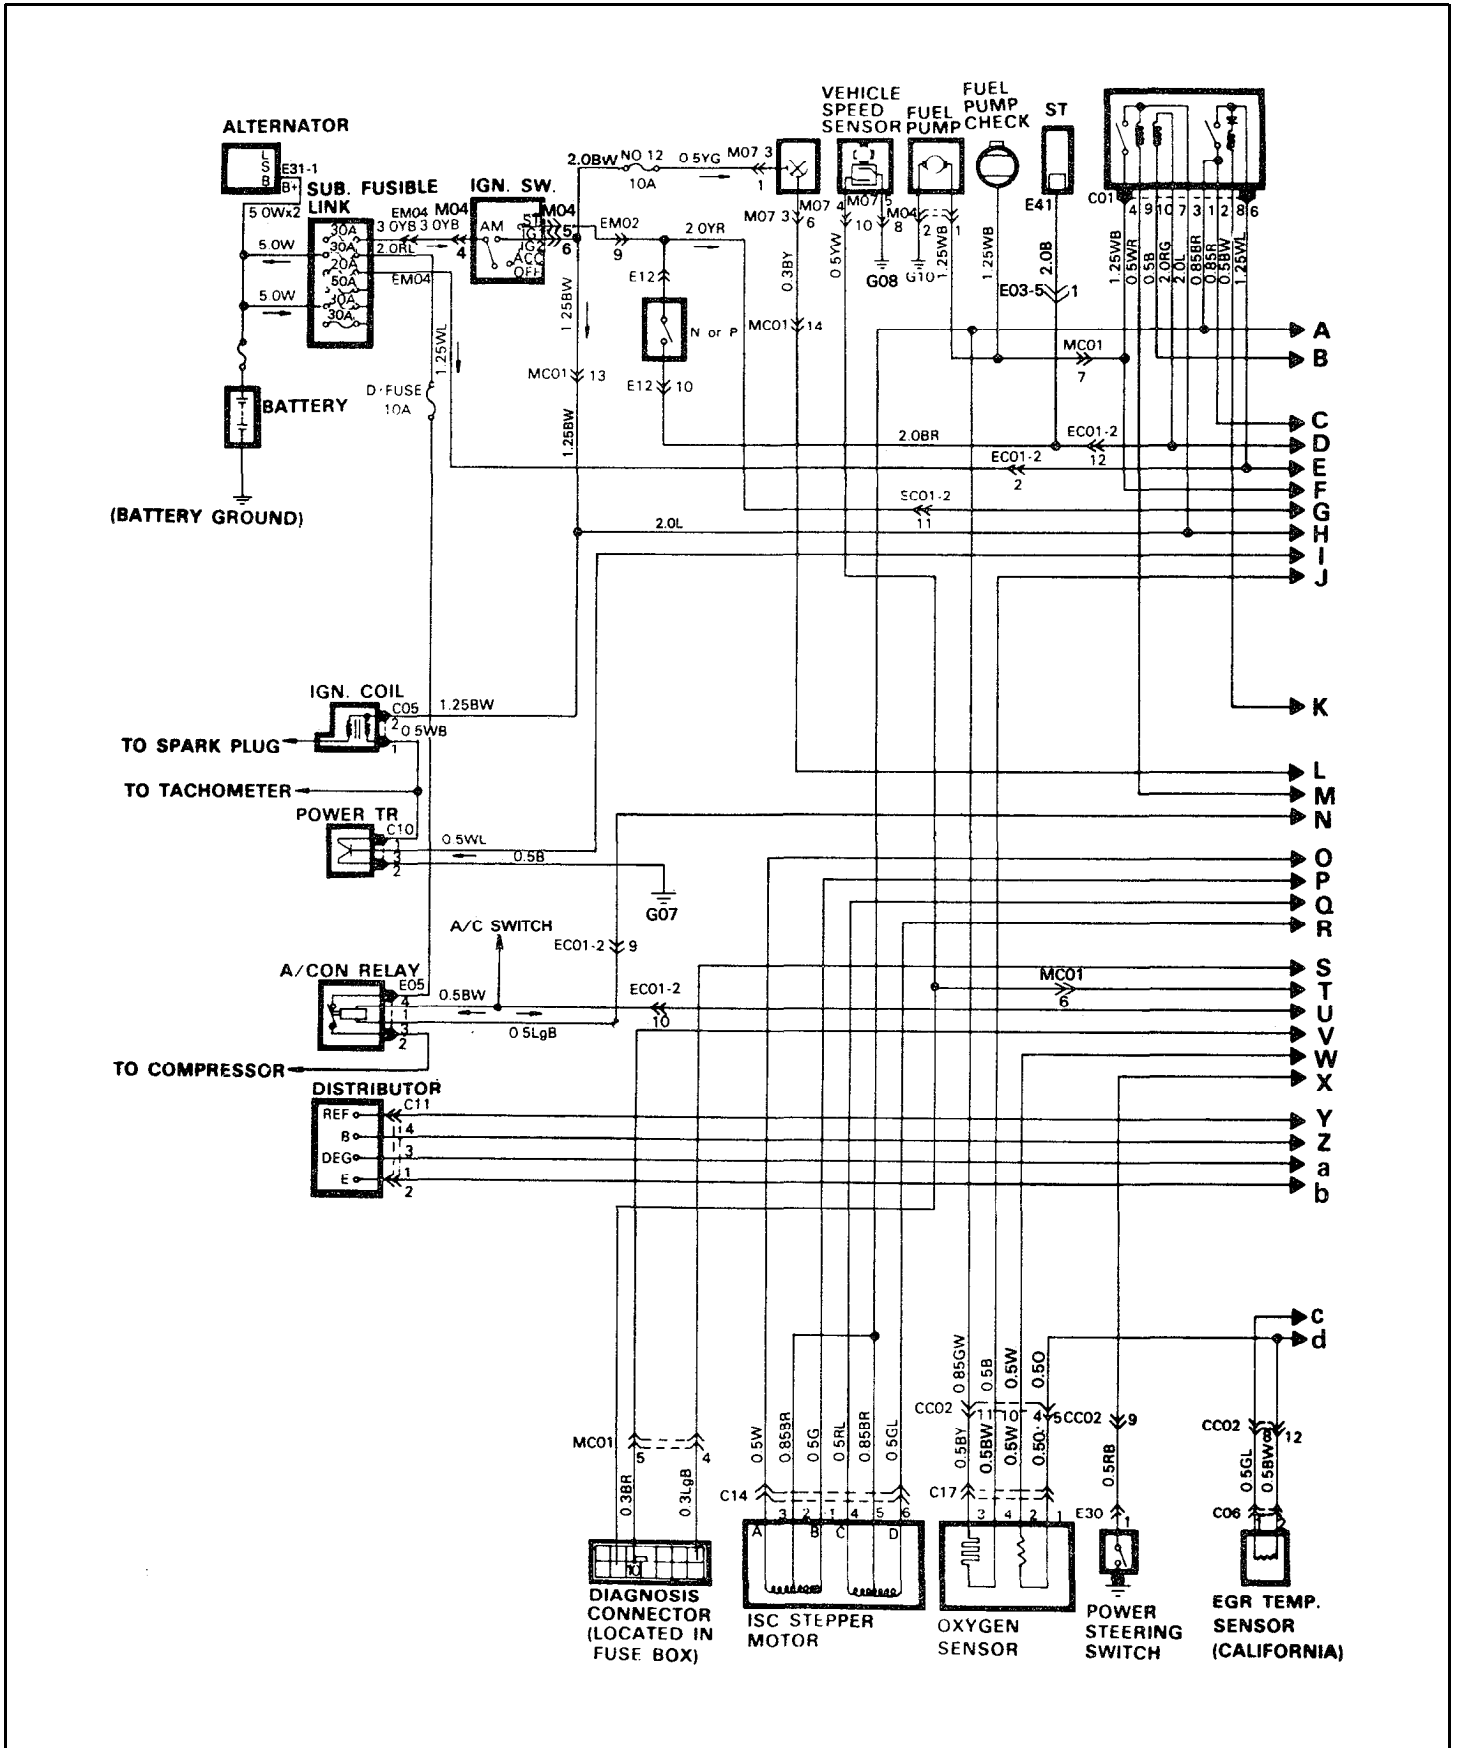 VEHICLE
SPEED
SENSOR
FUEL
PUMP
FUEL
PUMP
CHECK
ST
ALTERNATOR
L
S
B
E31-1
B+
5.0Wx2
SUB. FUSIBLE
LINK
30A
30A
20A
50A
30A
30A
5.0W
5.0W
EM04
3.0YB
M04
3.0YB
2.0RL
EM04
4
IGN. SW.
AM
ST
IG1
IG2
ACC
OFF
M04
5
6
2.0BW
NO 12
10A
0.5YG
M07 3
1
EM02
9
2.0YR
E12
N or P
E12
10
1.25BW
MC01
13
1.25BW
1.25WL
D-FUSE
10A
BATTERY
(BATTERY GROUND)
M07 3
M07
6
0.3BY
MC01
14
4
M07
5
10
0.5YW
M04
8
G08
2
1
G10
1.25WB
1.25WB
E41
2.0B
E03-5
1
C01
4
9
10
7
3
1
2
8
6
1.25WB
0.5WR
0.5B
2.0RG
2.0L
0.85BR
0.85R
0.5BW
1.25WL
A
MC01
7
B
C
2.0BR
EC01-2
12
D
EC01-2
2
E
F
11
G
2.0L
H
I
J
K
IGN. COIL
C05
2
1
1.25BW
0.5WB
TO SPARK PLUG
TO TACHOMETER
POWER TR
C10
1
3
2
0.5WL
0.5B
G07
L
M
N
O
P
Q
R
A/C SWITCH
EC01-2
9
A/CON RELAY
E05
4
1
3
2
0.5BW
0.5LgB
EC01-2
10
TO COMPRESSOR
S
MC01
6
T
U
V
W
X
DISTRIBUTOR
C11
REF
B
DEG
E
4
3
1
2
Y
Z
a
b
c
d
MC01
5
4
0.3BR
0.3LgB
DIAGNOSIS
CONNECTOR
(LOCATED IN
FUSE BOX)
10
0.5W
0.85BR
0.5G
0.5RL
0.85BR
0.5GL
C14
3
2
1
4
5
6
A
B
C
D
ISC STEPPER
MOTOR
0.85GW
0.5B
0.5W
0.5O
CC02
11
10
4
5
0.5BY
0.5BW
0.5W
0.5O
C17
3
4
2
1
OXYGEN
SENSOR
CC02
9
0.5RB
E30
1
POWER
STEERING
SWITCH
CC02
8
12
0.5GL
0.5BW
C06
1
2
EGR TEMP.
SENSOR
(CALIFORNIA)